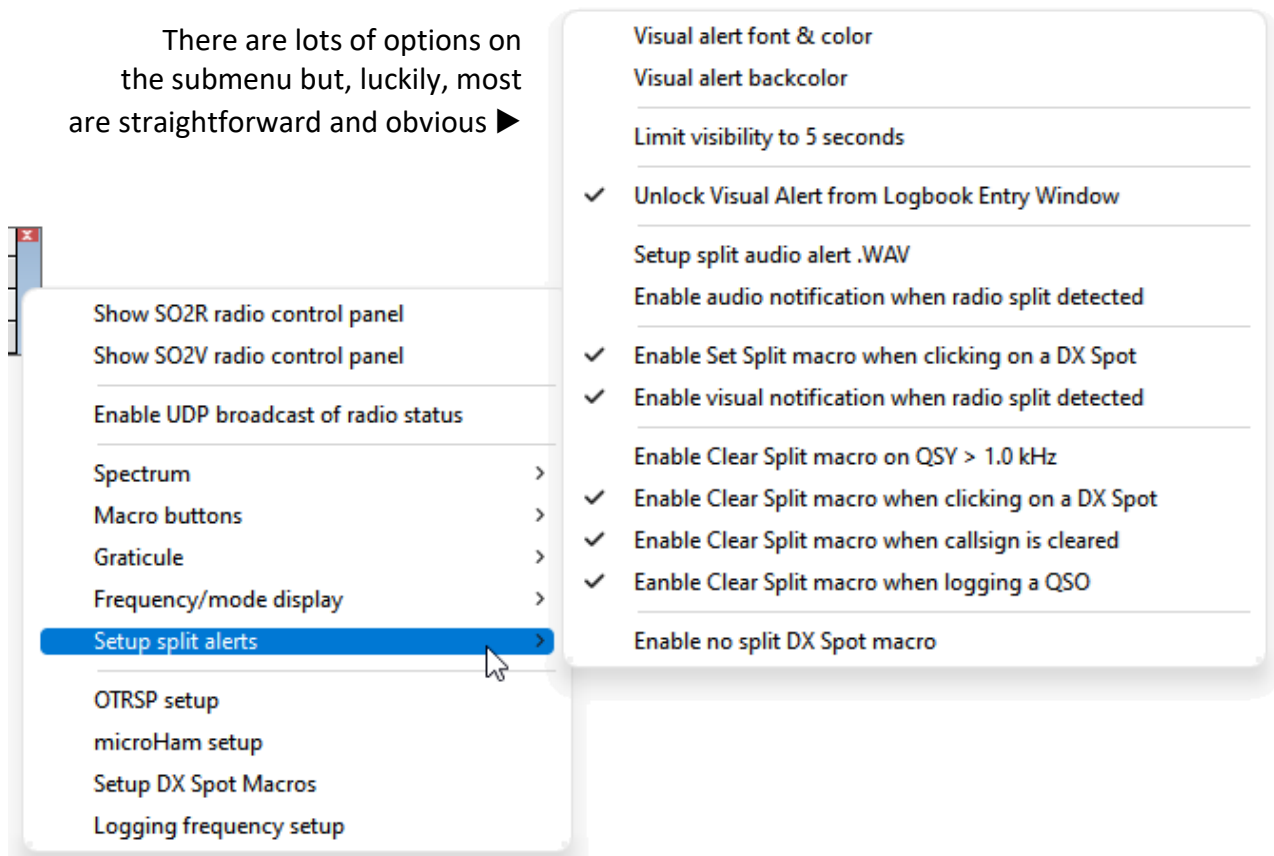 There are lots of options on
the submenu but, luckily, most
are straightforward and obvious ►
Show SO2R radio control panel
Show SO2V radio control panel
Enable UDP broadcast of radio status
Spectrum
Macro buttons
Graticule
Frequency/mode display
Setup split alerts
OTRSP setup
microHam setup
Setup DX Spot Macros
Logging frequency setup
Visual alert font & color
Visual alert backcolor
Limit visibility to 5 seconds
Unlock Visual Alert from Logbook Entry Window
Setup split audio alert .WAV
Enable audio notification when radio split detected
Enable Set Split macro when clicking on a DX Spot
Enable visual notification when radio split detected
Enable Clear Split macro on QSY > 1.0 kHz
Enable Clear Split macro when clicking on a DX Spot
Enable Clear Split macro when callsign is cleared
Eanble Clear Split macro when logging a QSO
Enable no split DX Spot macro